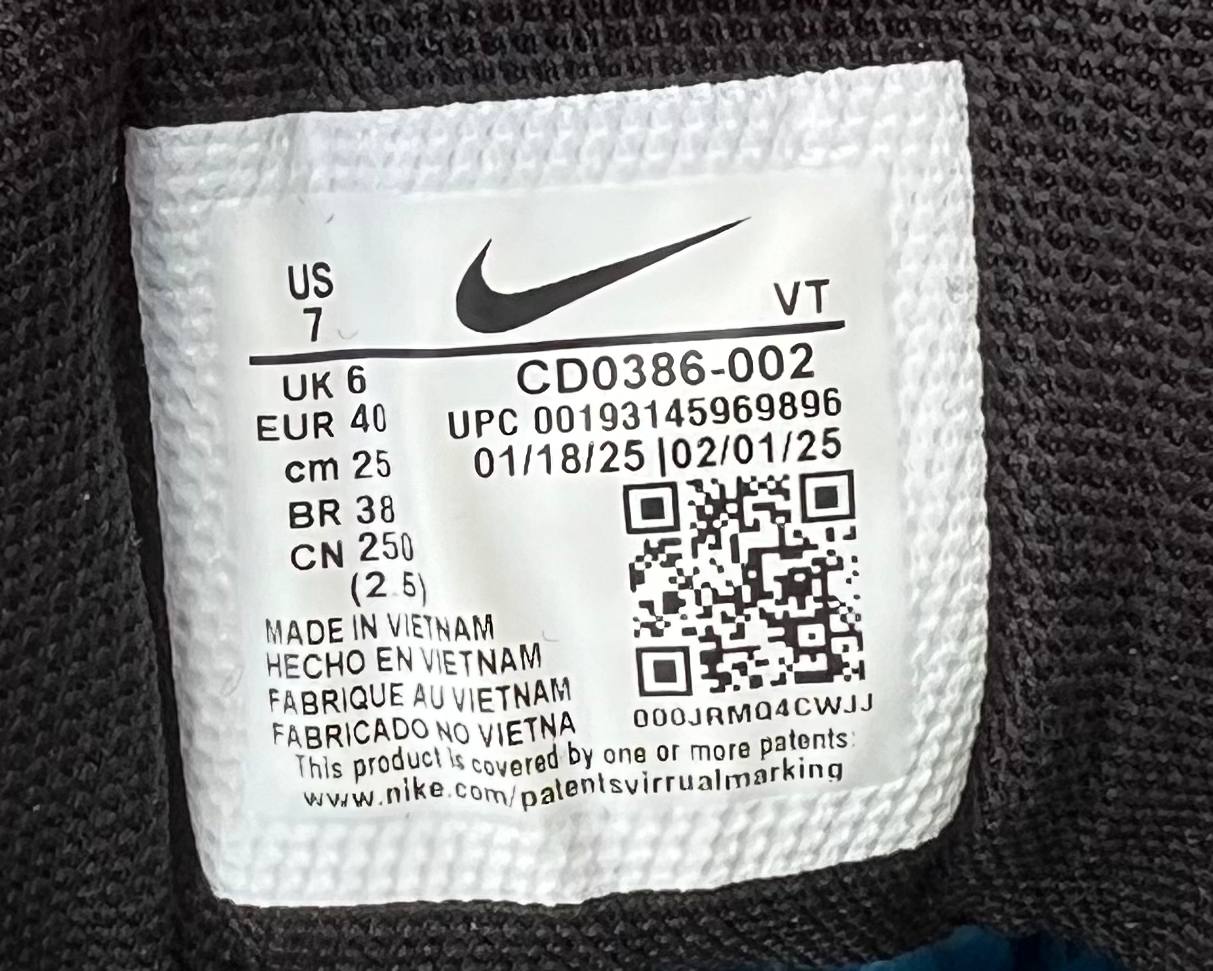 US
7
VT
UK 6
EUR 40
cm 25
BR 38
CN 250
(2.5)
CD0386-002
UPC 00193145969896
01/18/25 |02/01/25
MADE IN VIETNAM
HECHO EN VIETNAM
FABRIQUE AU VIETNAM
FABRICADO NO VIETNA
000JRMQ4CWJJ
This product is covered by one or more patents:
www.nike.com/patentsvirrualmarking